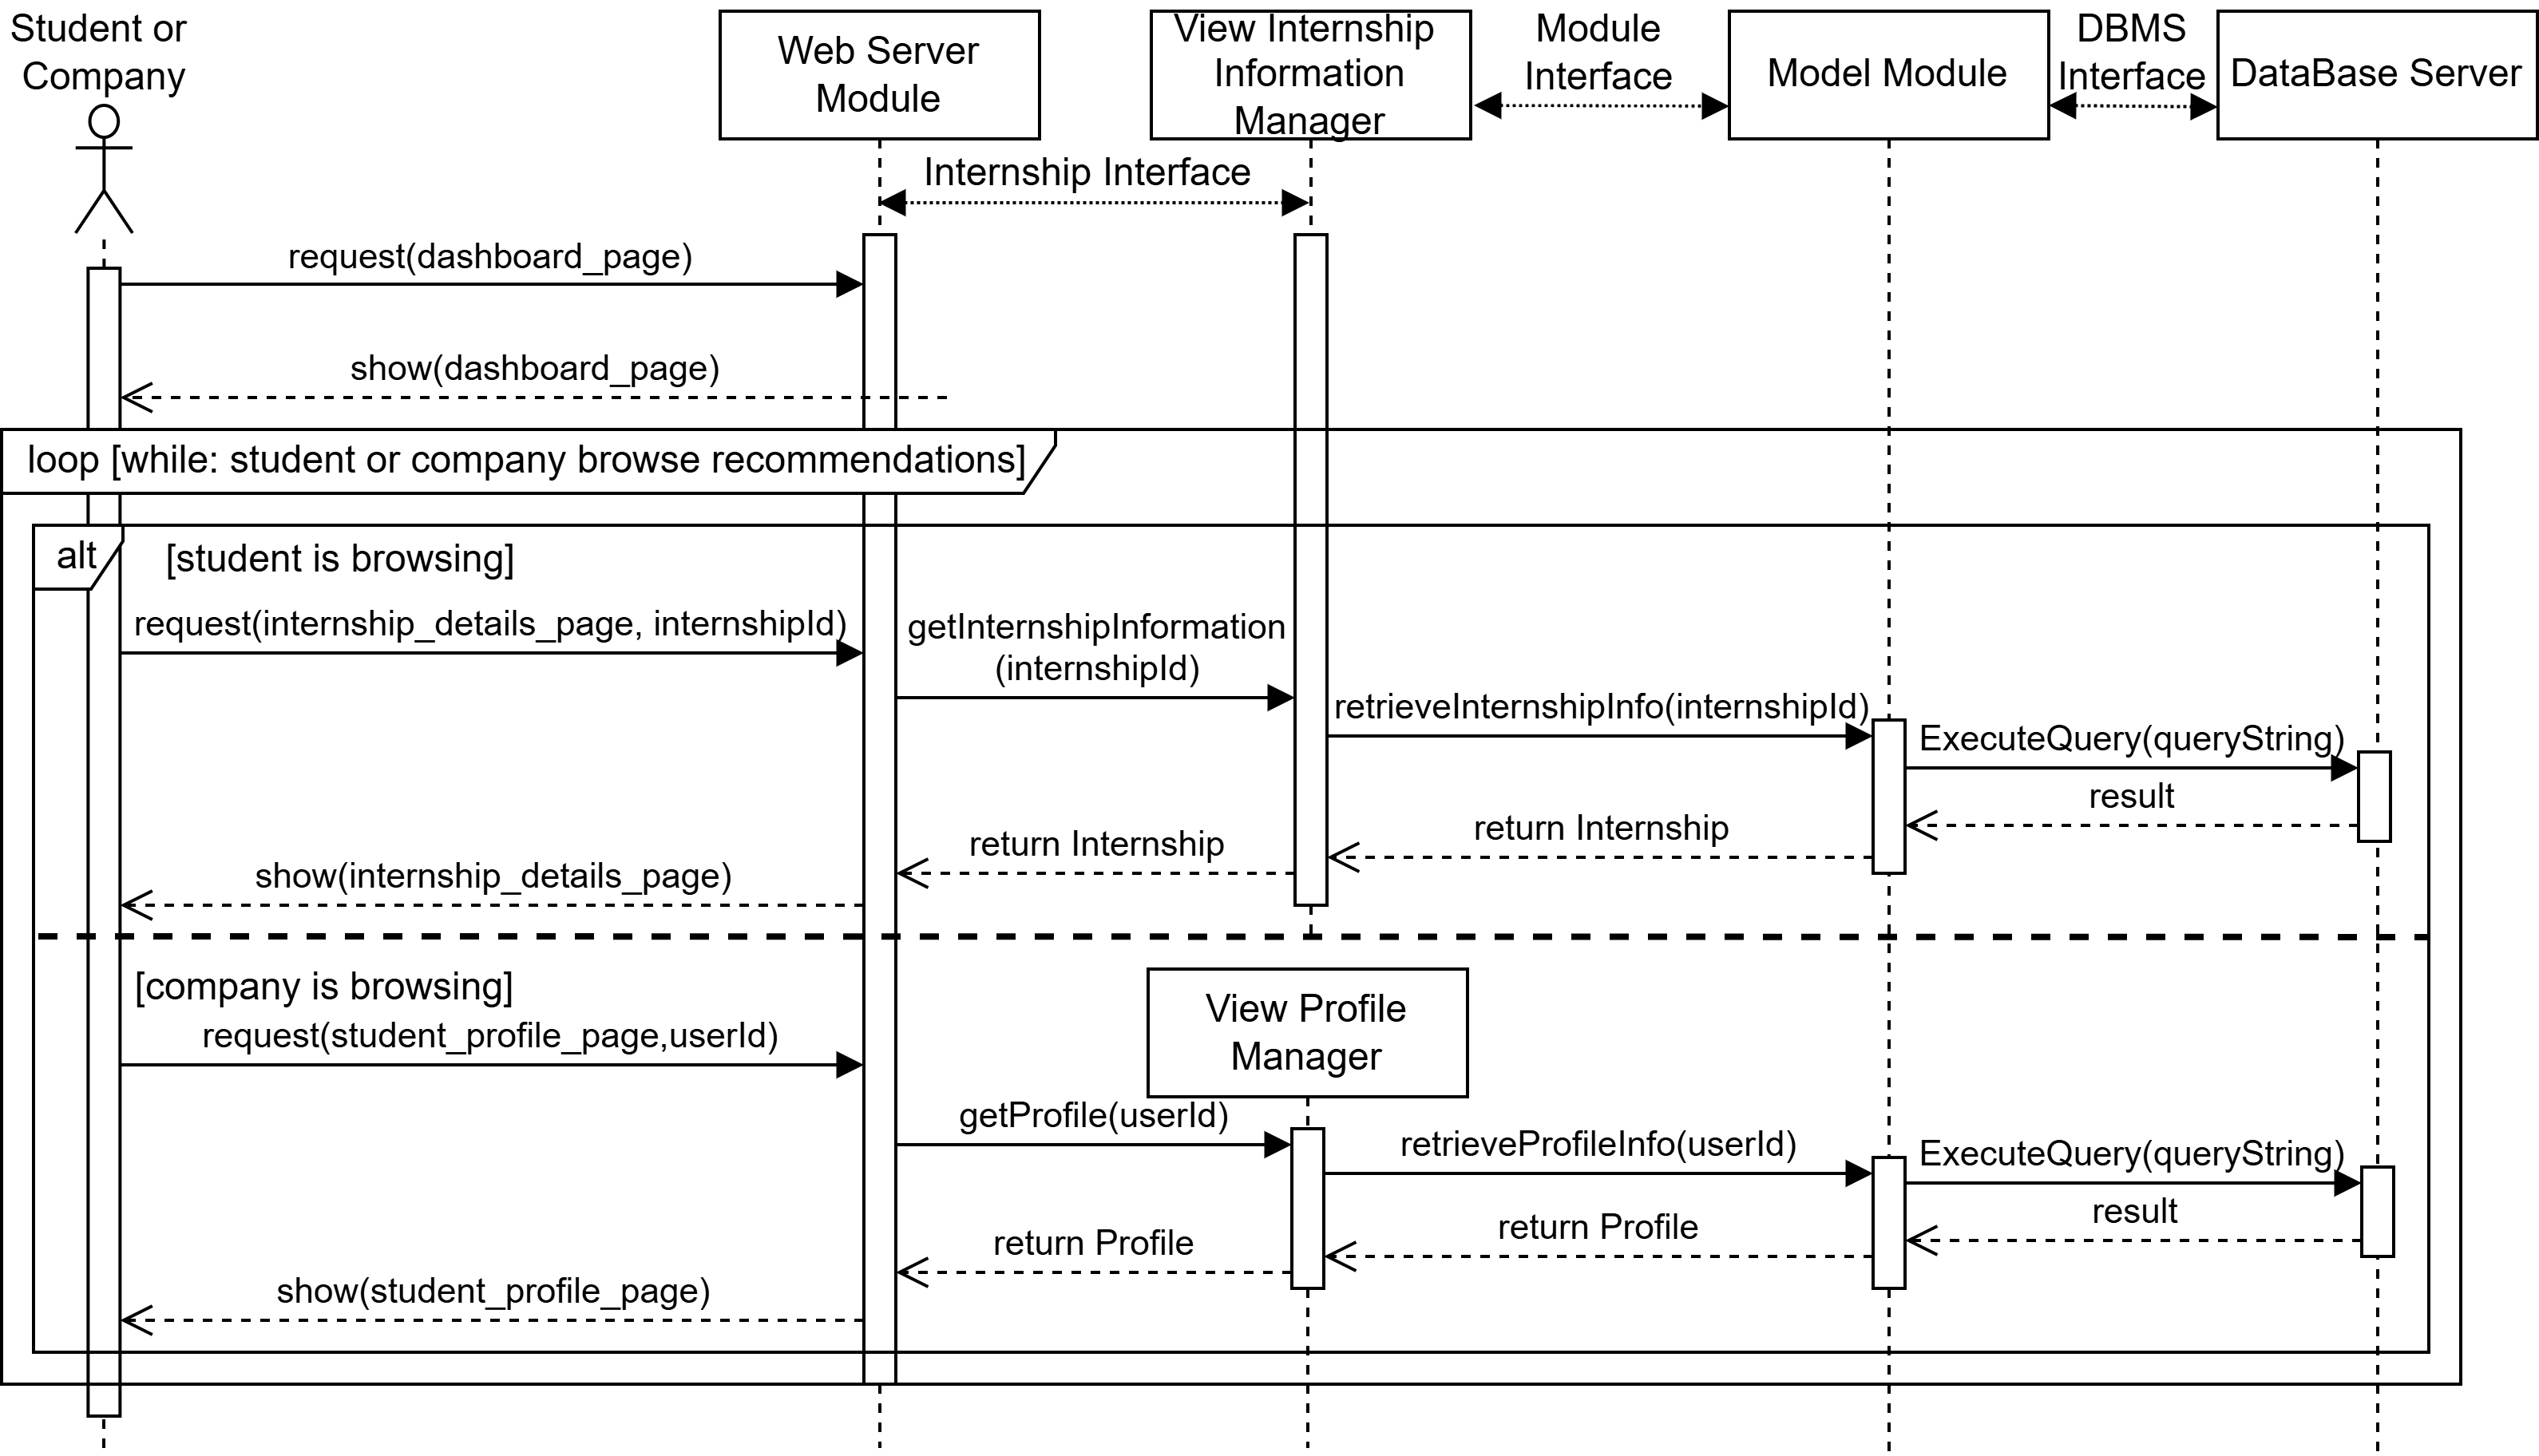 Student or
Company
Web Server
Module
View Internship
Information
Manager
Module
Interface
Model Module
DBMS
Interface
DataBase Server
Internship Interface
request(dashboard_page)
show(dashboard_page)
loop [while: student or company browse recommendations]
alt
[student is browsing]
request(internship_details_page, internshipId)
getInternshipInformation
(internshipId)
retrieveInternshipInfo(internshipId)
ExecuteQuery(queryString)
result
return Internship
return Internship
show(internship_details_page)
[company is browsing]
request(student_profile_page,userId)
View Profile
Manager
getProfile(userId)
retrieveProfileInfo(userId)
ExecuteQuery(queryString)
result
return Profile
return Profile
show(student_profile_page)